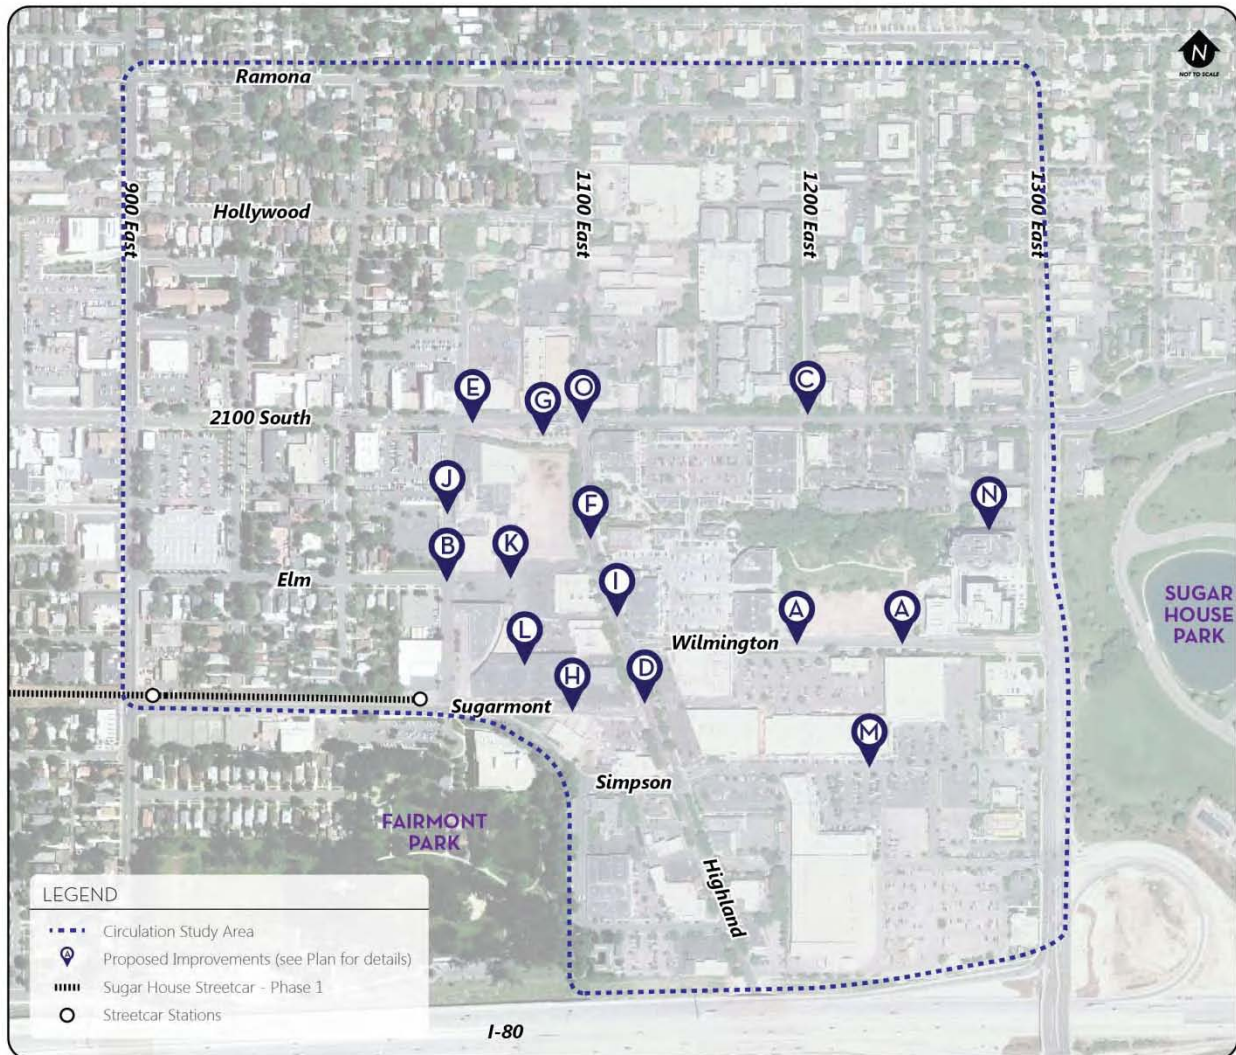 N
NOT TO SCALE
Ramona
900 East
1100 East
1200 East
1300 East
Hollywood
E
G
O
C
2100 South
J
F
N
B
K
Elm
I
A
A
SUGAR
HOUSE
PARK
L
Wilmington
H
D
Sugarmont
M
Simpson
FAIRMONT
PARK
Highland
LEGEND
Circulation Study Area
A
Proposed Improvements (see Plan for details)
Sugar House Streetcar - Phase 1
Streetcar Stations
I-80